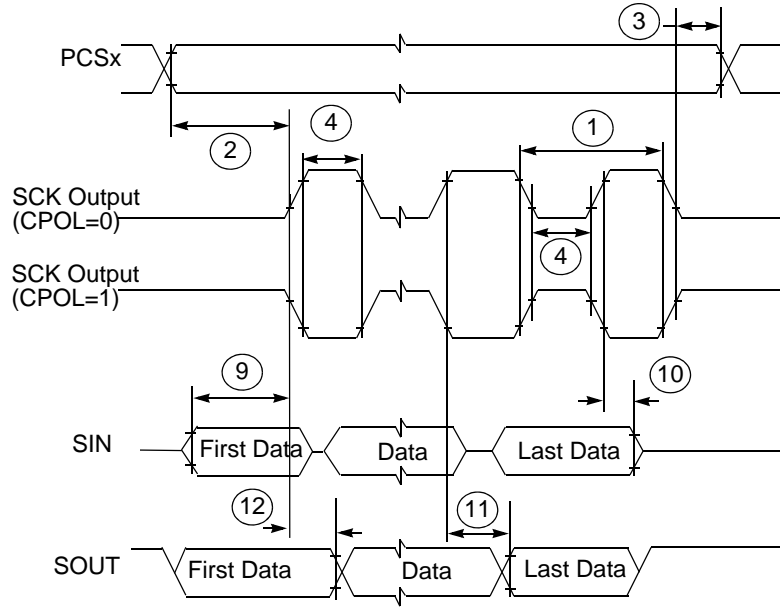 3
PCSx
2
4
1
SCK Output
(CPOL=0)
4
SCK Output
(CPOL=1)
9
10
SIN
First Data
Data
Last Data
12
11
SOUT
First Data
Data
Last Data